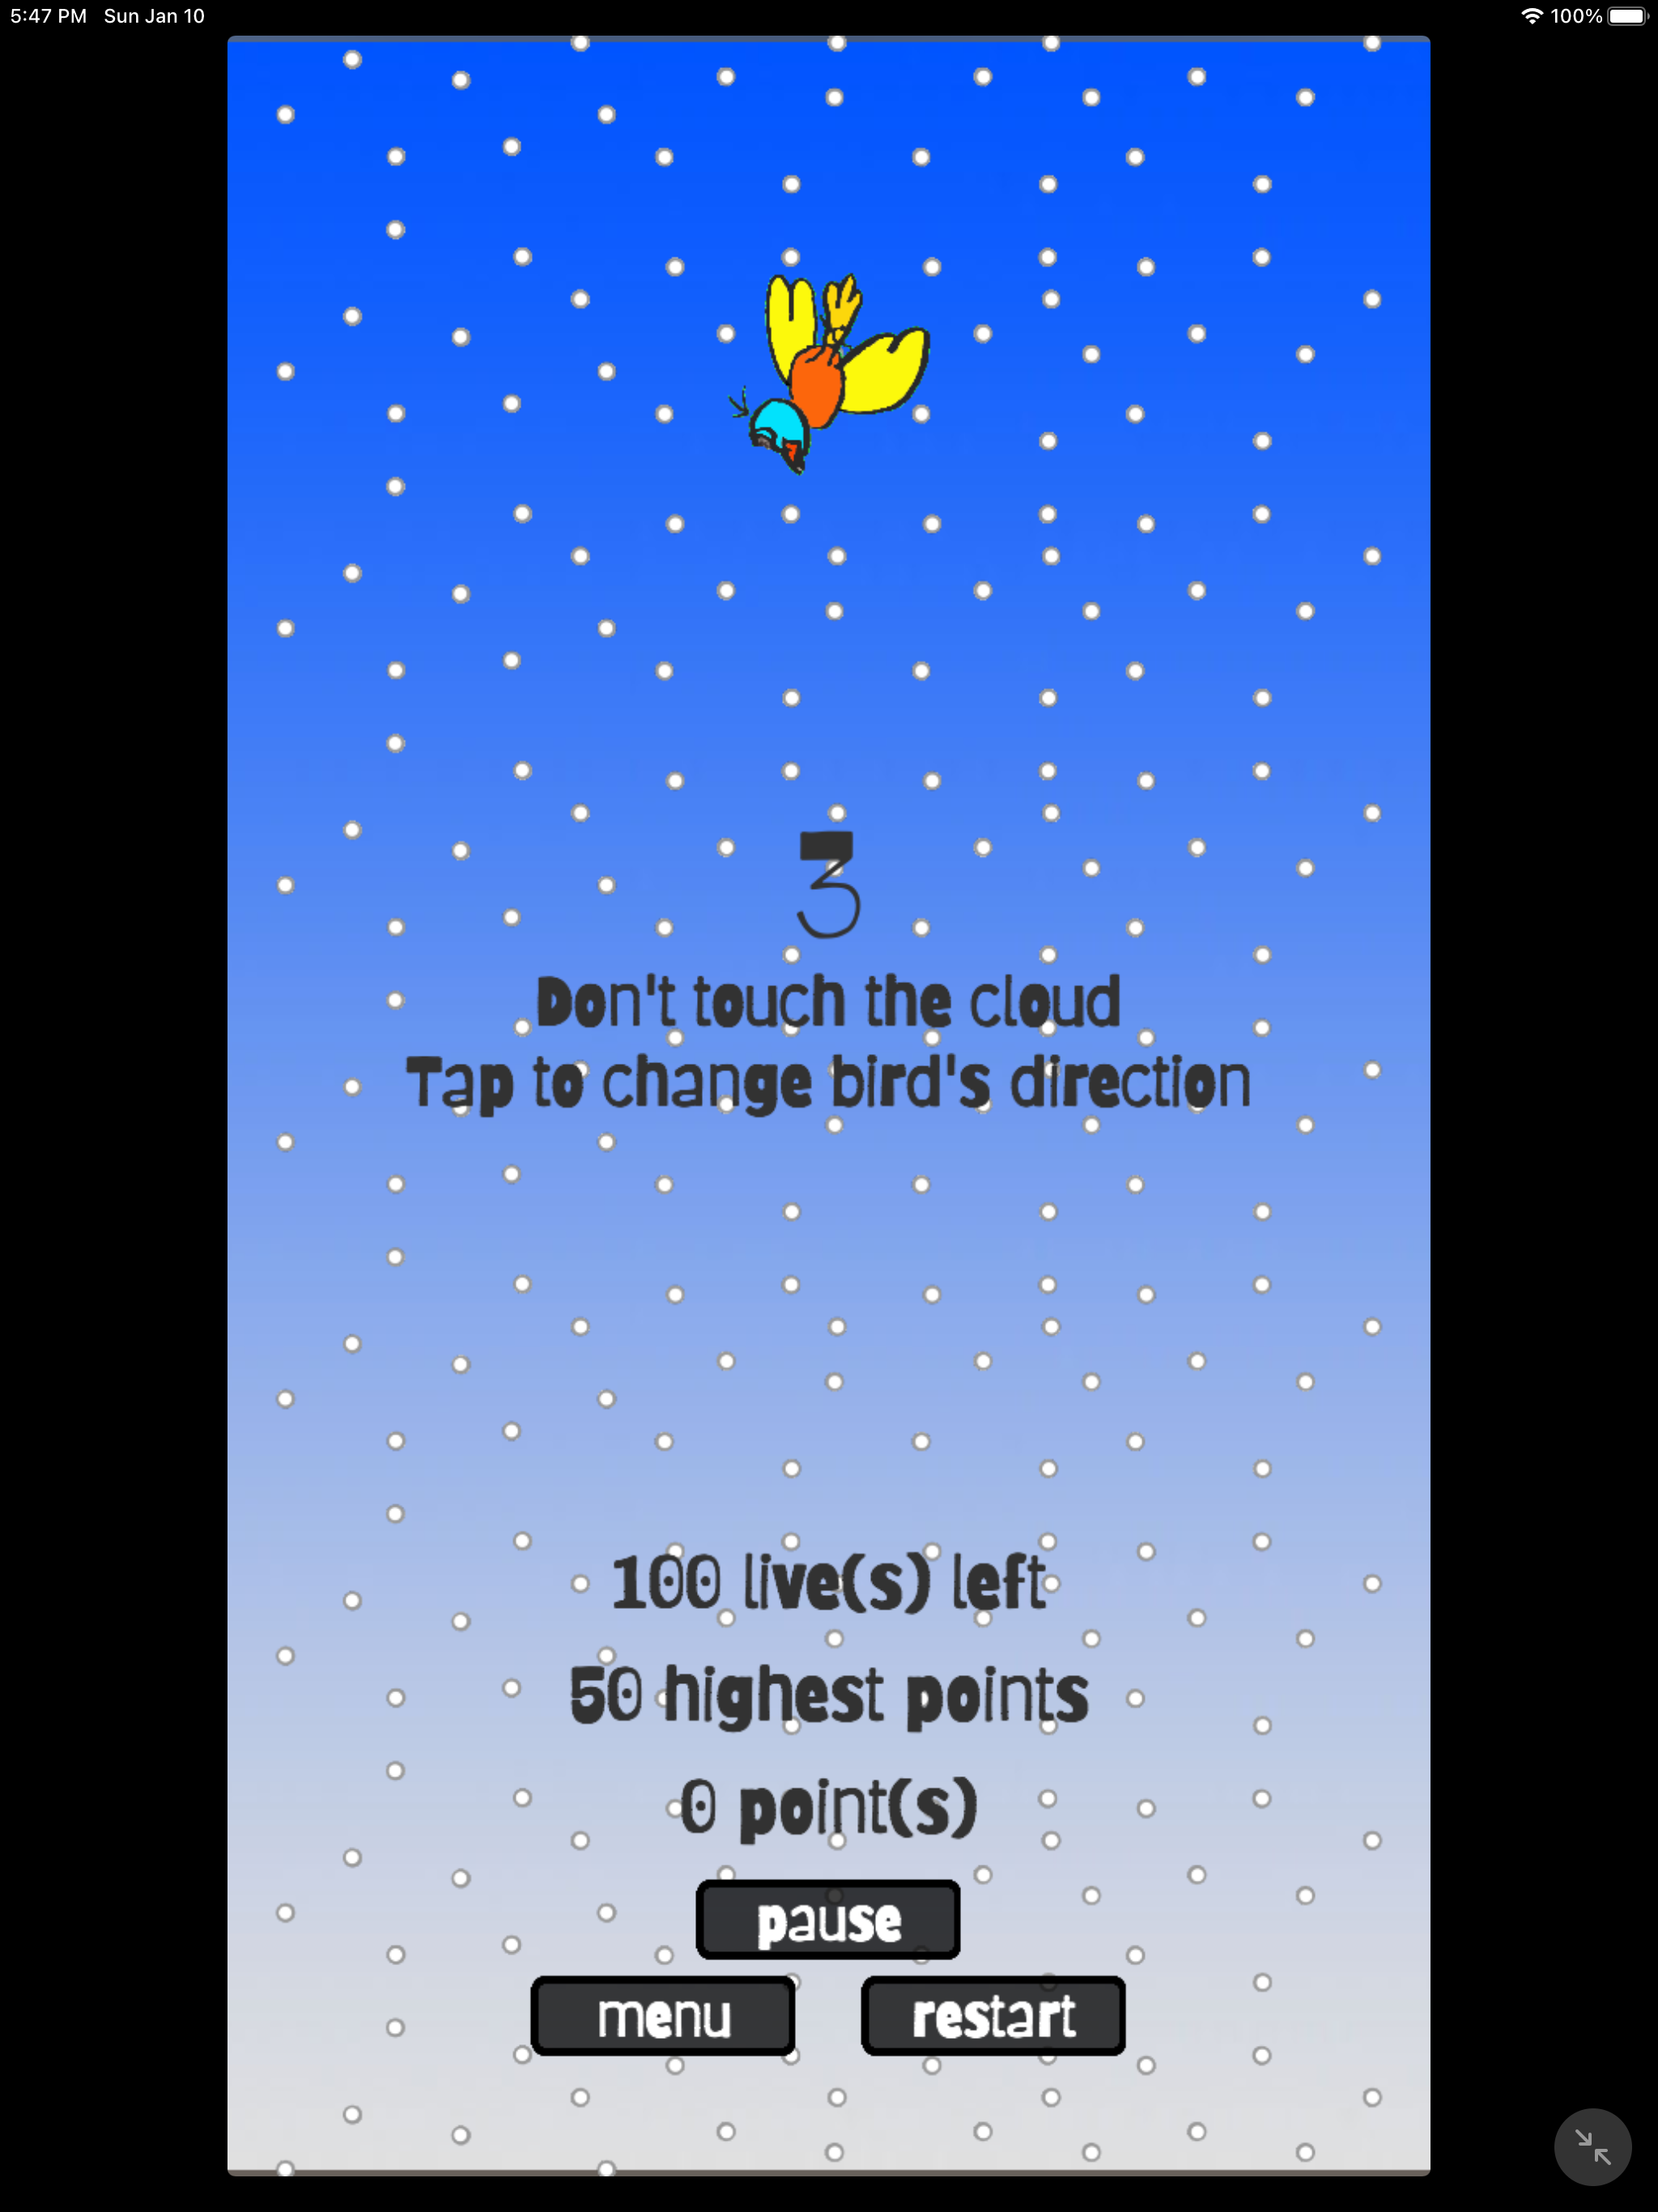 5:47 PM Sun Jan 10 100%
3
Don't touch the cloud
Tap to change bird's direction
100 live(s) left
50 highest points
0 point(s)
pause
menu restart